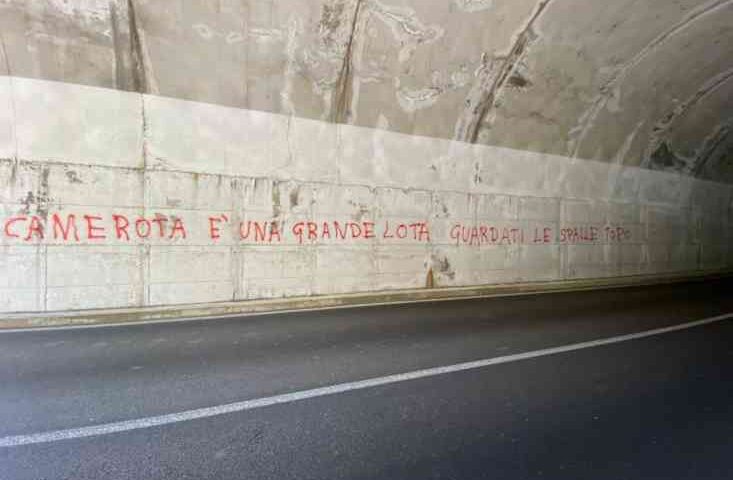 CAMEROTA E' UNA GRANDE LOTA GUARDATI LE SPALLE TOPO